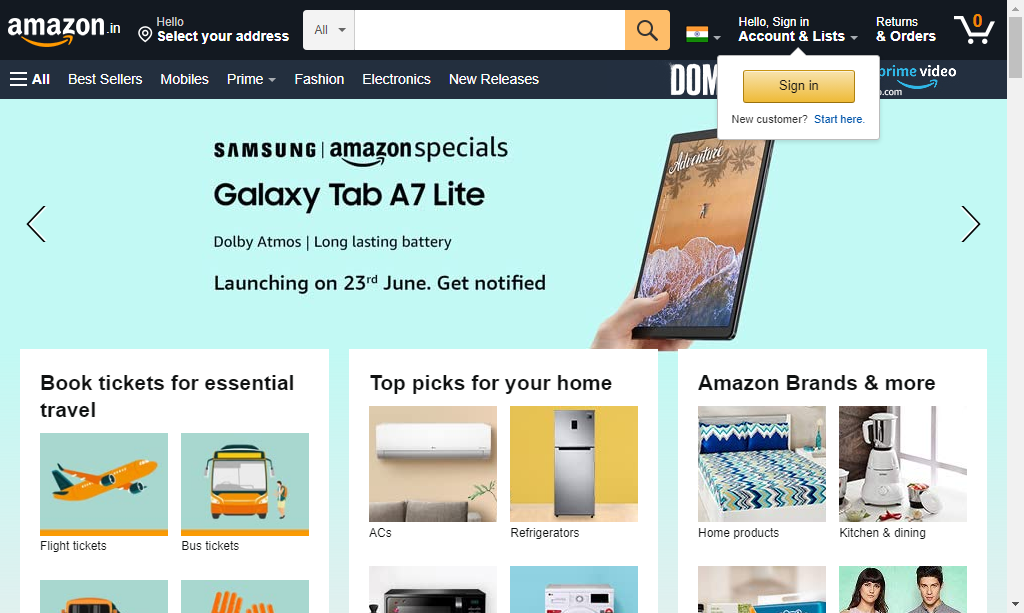 amazon.in
Hello
Select your address
All
Hello, Sign in
Account & Lists
Returns
& Orders
0
All
Best Sellers
Mobiles
Prime
Fashion
Electronics
New Releases
DOM
prime video
Sign in
New customer? Start here.
SAMSUNG | amazon specials
Galaxy Tab A7 Lite
Dolby Atmos | Long lasting battery
Launching on 23rd June. Get notified
Adventure
Book tickets for essential
travel
Flight tickets
Bus tickets
Top picks for your home
ACs
Refrigerators
Amazon Brands & more
Home products
Kitchen & dining